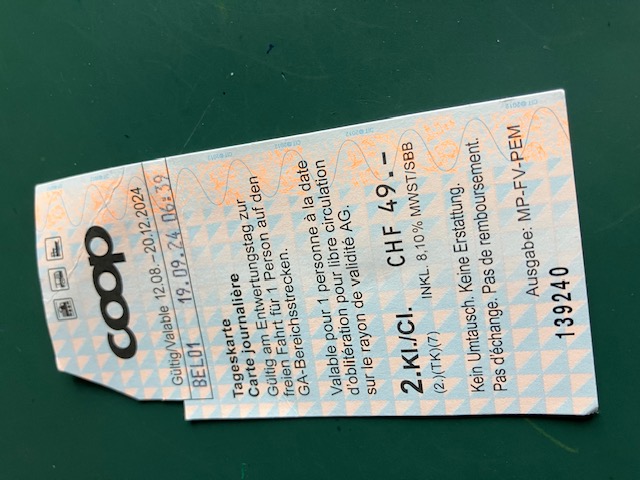 coop
Gültig/Valable 12.08.–20.12.2024
BEL01 19.09.24 06:39
Tageskarte
Carte journalière
Gültig am Entwertungstag zur
freien Fahrt für 1 Person auf den
GA-Bereichsstrecken.
Valable pour 1 personne à la date
d'oblitération pour libre circulation
sur le rayon de validité AG.
2.Kl./Cl. CHF 49.–
(2.)(TK)(7) INKL. 8,10% MWST/SBB
Kein Umtausch. Keine Erstattung.
Pas d'échange. Pas de remboursement.
Ausgabe: MP-FV-PEM
139240